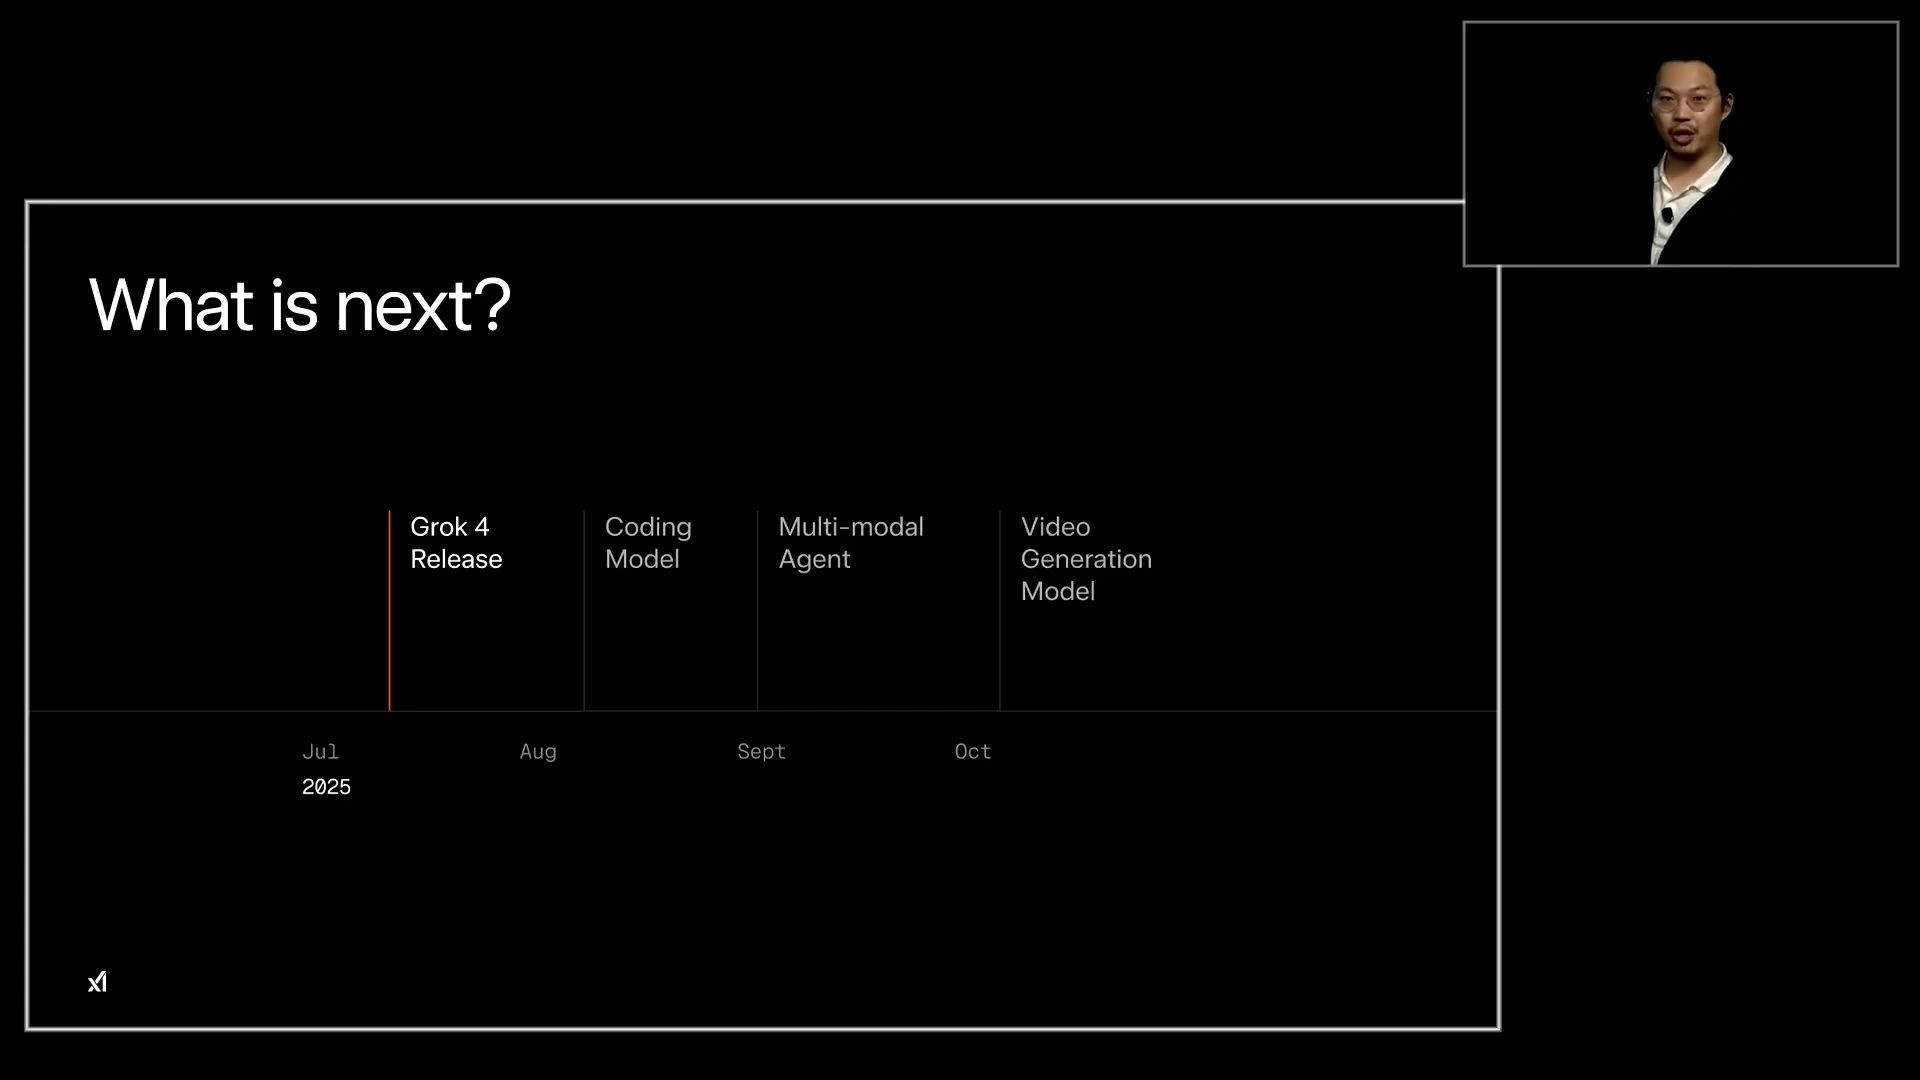 What is next?
Grok 4
Release
Coding
Model
Multi-modal
Agent
Video
Generation
Model
Jul
Aug
Sept
Oct
2025
xI